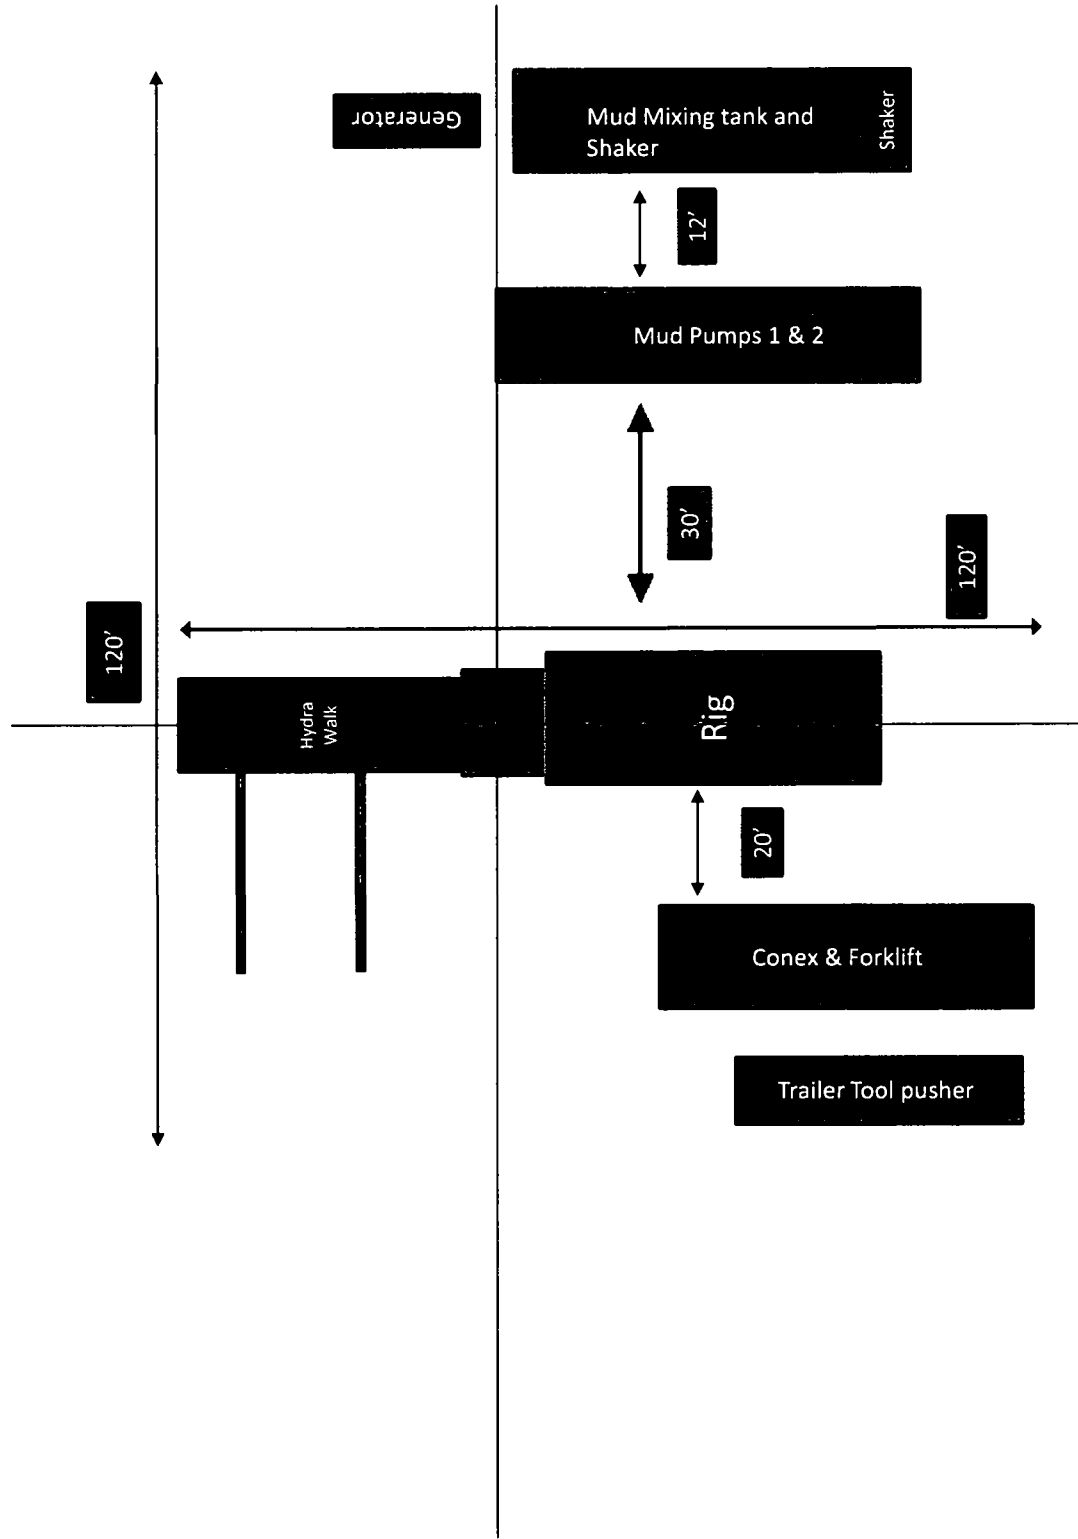 Generator
Mud Mixing tank and
Shaker
Shaker
12’
Mud Pumps 1 & 2
30’
120’
120’
Hydra
Walk
Rig
20’
Conex & Forklift
Trailer Tool pusher